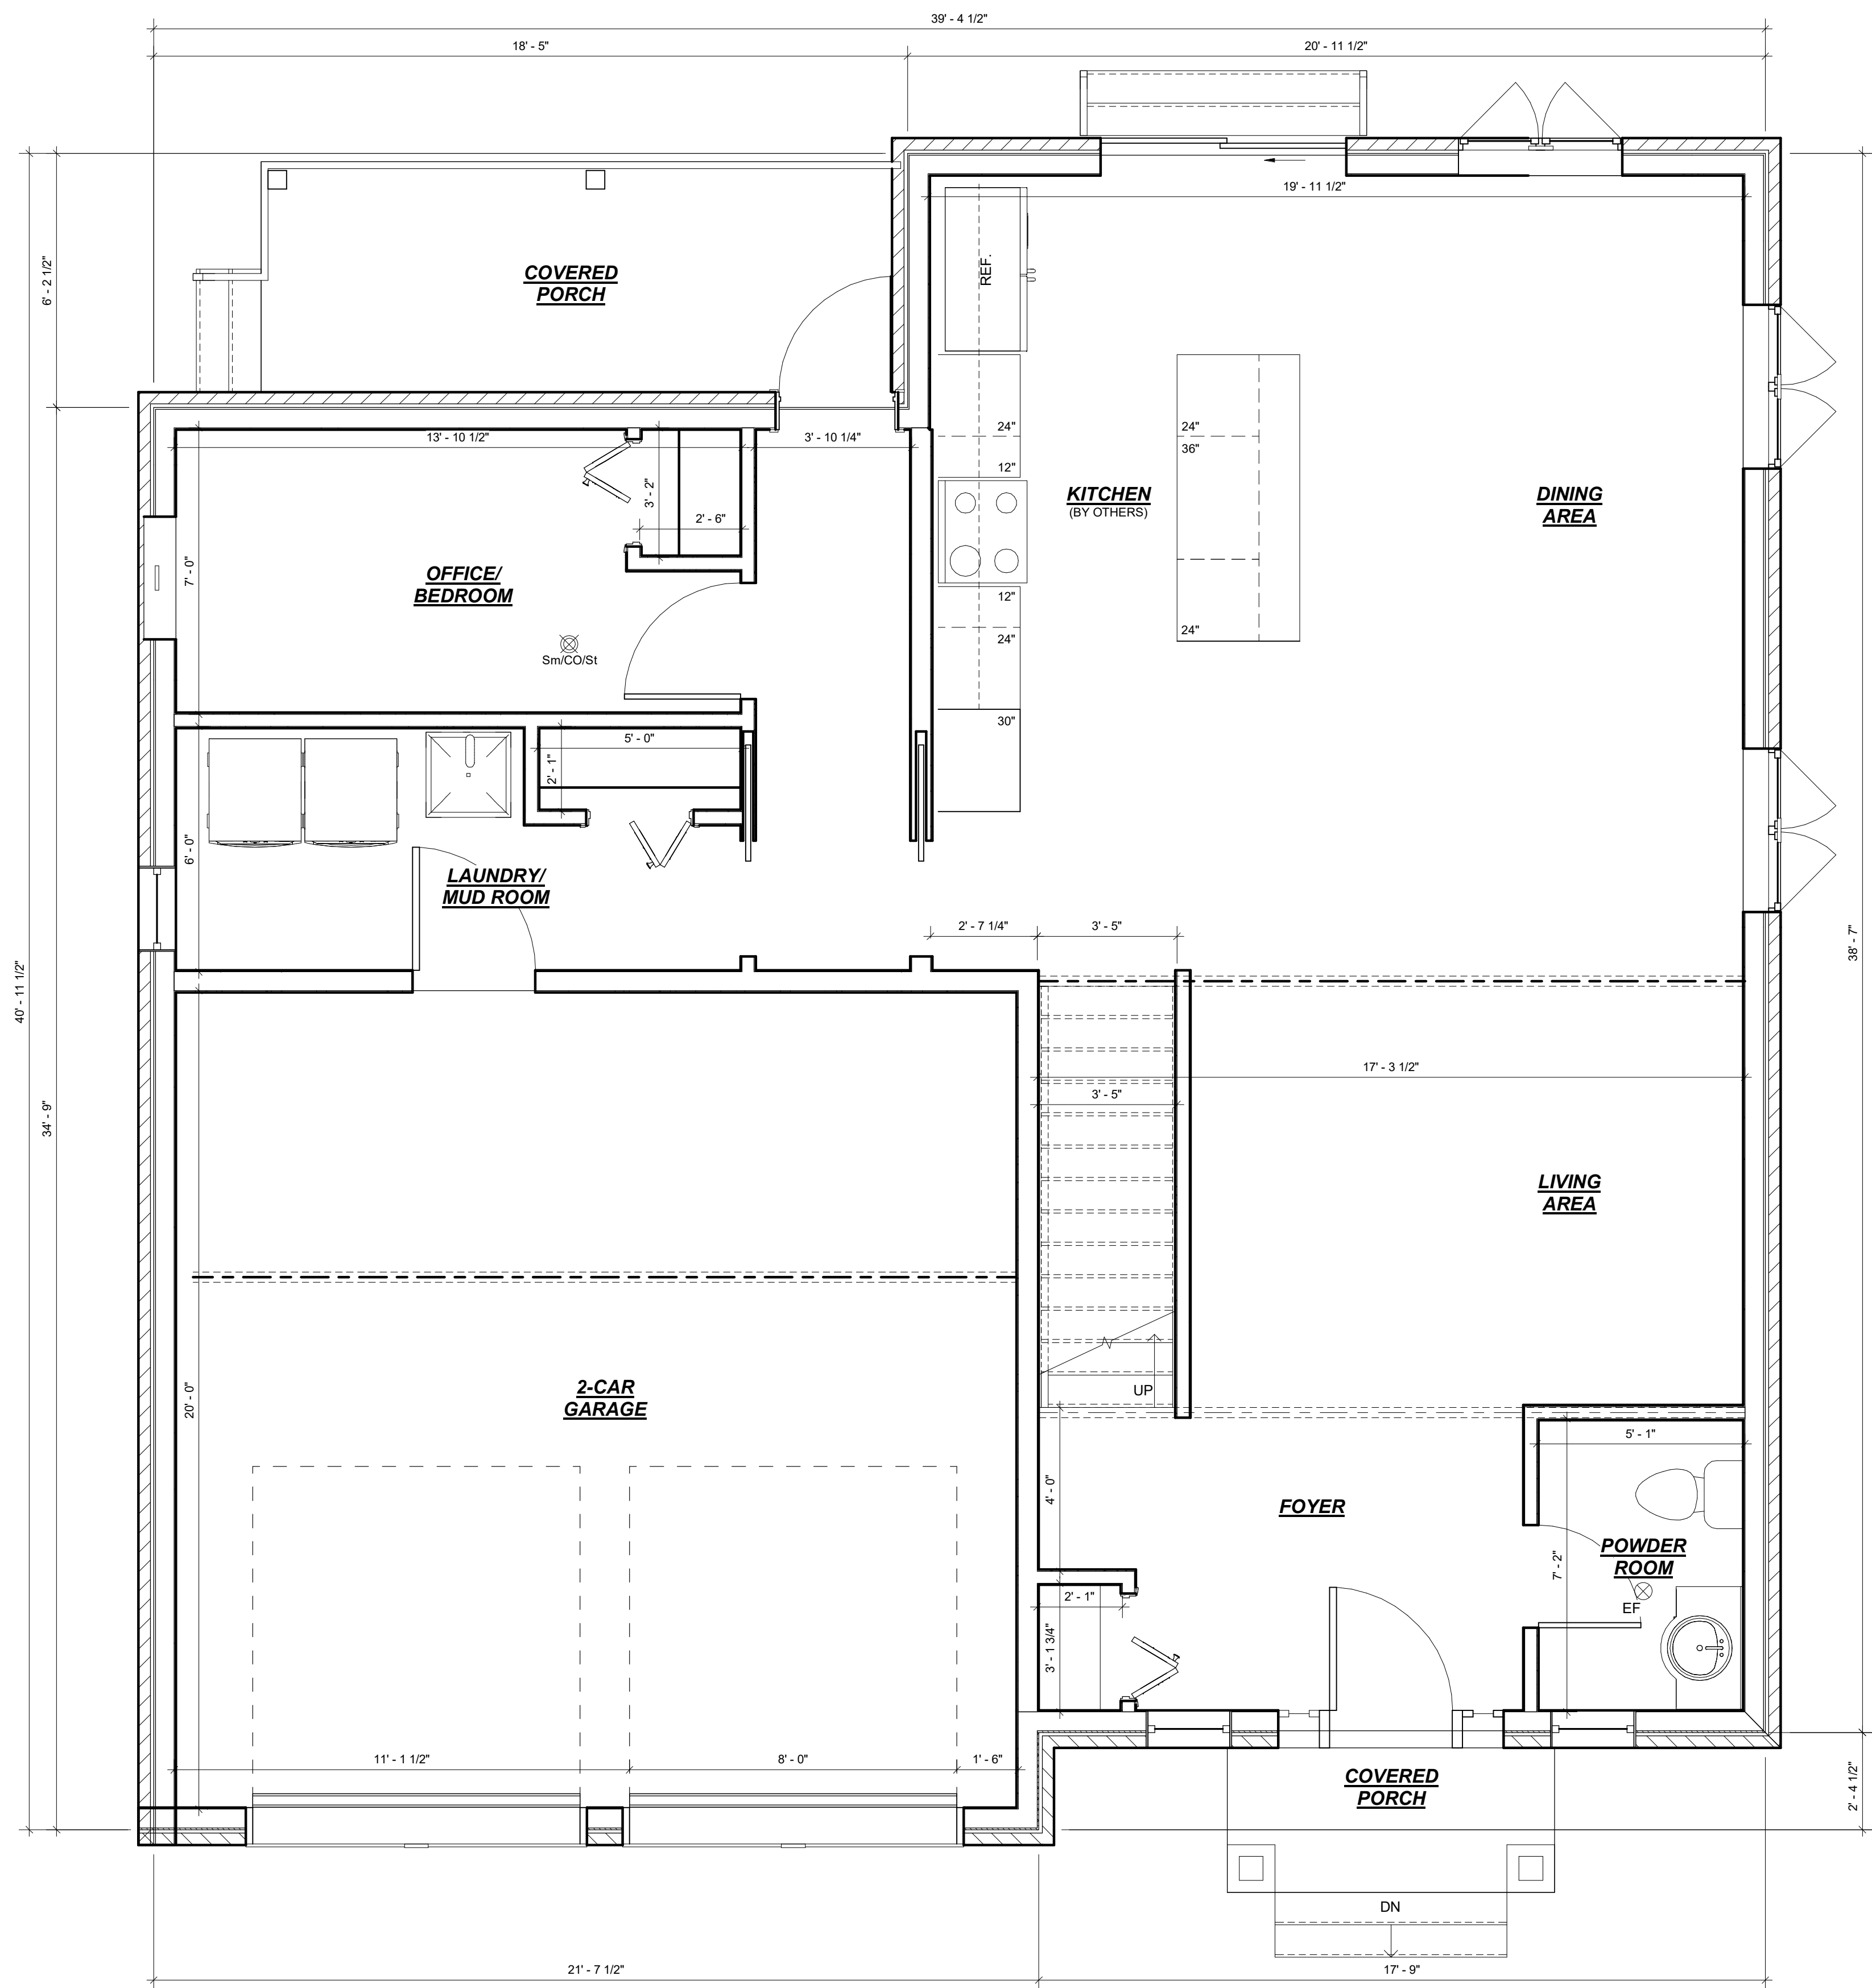 39' - 4 1/2"
18' - 5"
20' - 11 1/2"
19' - 11 1/2"
6' - 2 1/2"
COVERED
PORCH
REF.
13' - 10 1/2"
3' - 10 1/4"
24"
24"
36"
12"
3' - 2"
2' - 6"
KITCHEN
(BY OTHERS)
DINING
AREA
7' - 0"
OFFICE/
BEDROOM
12"
24"
24"
Sm/CO/St
30"
5' - 0"
2' - 1"
6' - 0"
LAUNDRY/
MUD ROOM
2' - 7 1/4"
3' - 5"
38' - 7"
40' - 11 1/2"
34' - 9"
17' - 3 1/2"
3' - 5"
LIVING
AREA
20' - 0"
2-CAR
GARAGE
UP
5' - 1"
4' - 0"
FOYER
7' - 2"
POWDER
ROOM
EF
2' - 1"
3' - 1 3/4"
11' - 1 1/2"
8' - 0"
1' - 6"
COVERED
PORCH
2' - 4 1/2"
DN
21' - 7 1/2"
17' - 9"